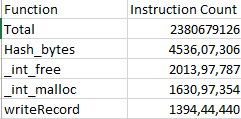 Function Instruction Count
Total 2380679126
Hash_bytes 4536,07,306
_int_free 2013,97,787
_int_malloc 1630,97,354
writeRecord 1394,44,440